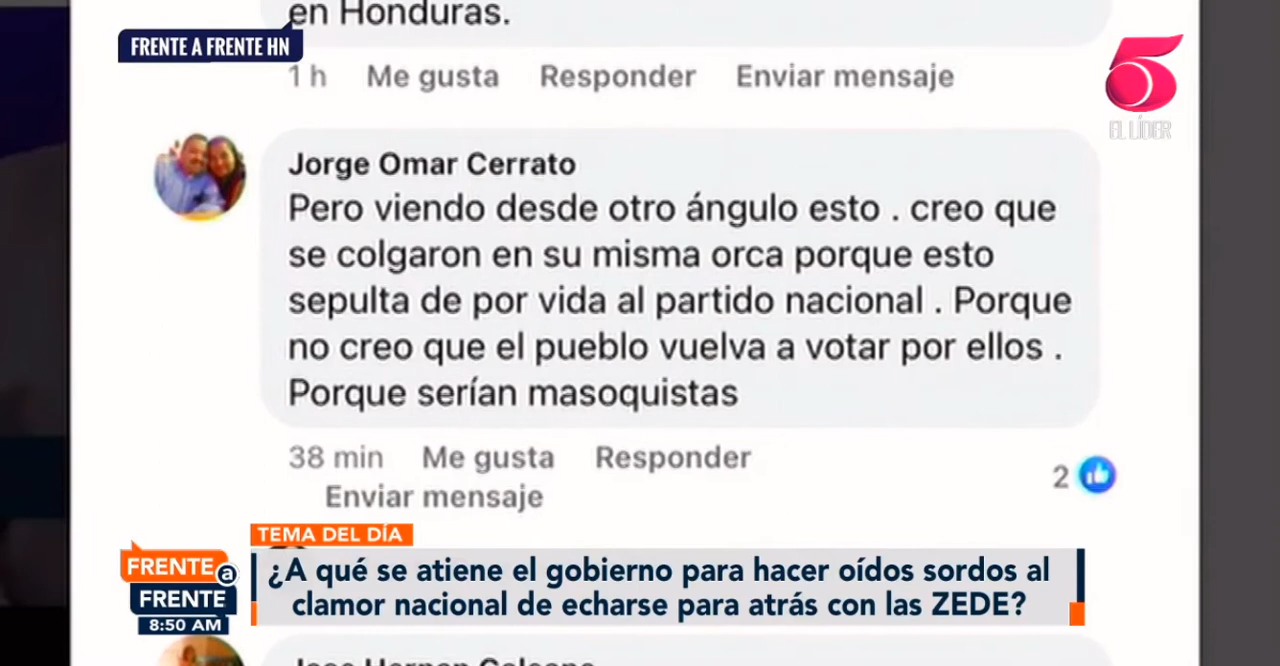 en Honduras.
FRENTE A FRENTE HN
1 h Me gusta Responder Enviar mensaje
5
EL LÍDER
Jorge Omar Cerrato
Pero viendo desde otro ángulo esto . creo que
se colgaron en su misma orca porque esto
sepulta de por vida al partido nacional . Porque
no creo que el pueblo vuelva a votar por ellos .
Porque serían masoquistas
38 min Me gusta Responder
Enviar mensaje
2
TEMA DEL DÍA
FRENTE a
FRENTE
8:50 AM
¿A qué se atiene el gobierno para hacer oídos sordos al
clamor nacional de echarse para atrás con las ZEDE?